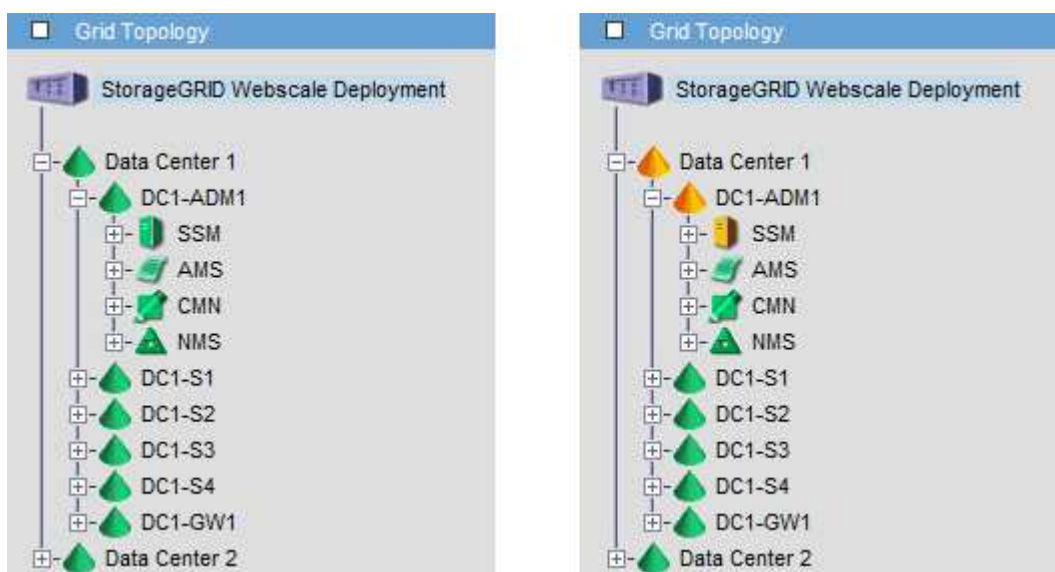 Grid Topology
StorageGRID Webscale Deployment
Data Center 1
DC1-ADM1
SSM
AMS
CMN
NMS
DC1-S1
DC1-S2
DC1-S3
DC1-S4
DC1-GW1
Data Center 2
Grid Topology
StorageGRID Webscale Deployment
Data Center 1
DC1-ADM1
SSM
AMS
CMN
NMS
DC1-S1
DC1-S2
DC1-S3
DC1-S4
DC1-GW1
Data Center 2